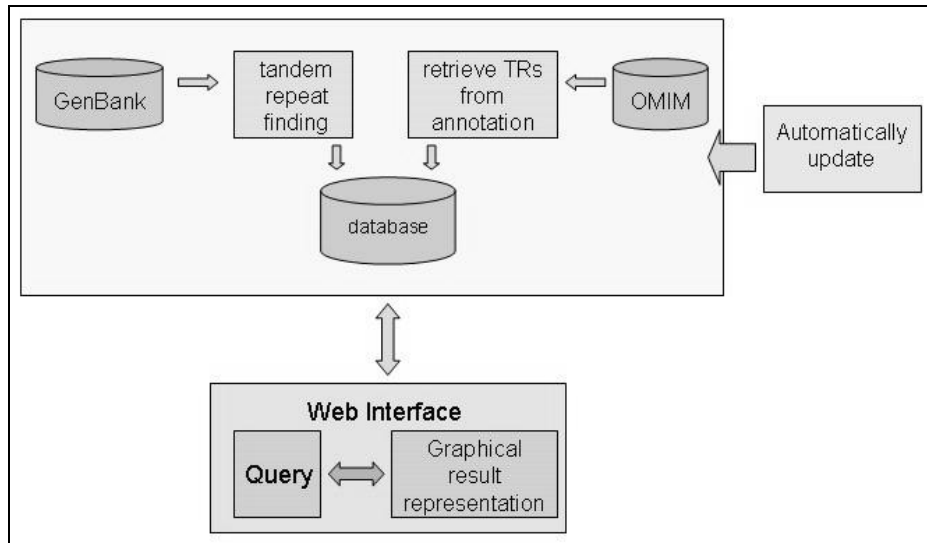 GenBank
tandem
repeat
finding
retrieve TRs
from
annotation
OMIM
Automatically
update
database
Web Interface
Query
Graphical
result
representation